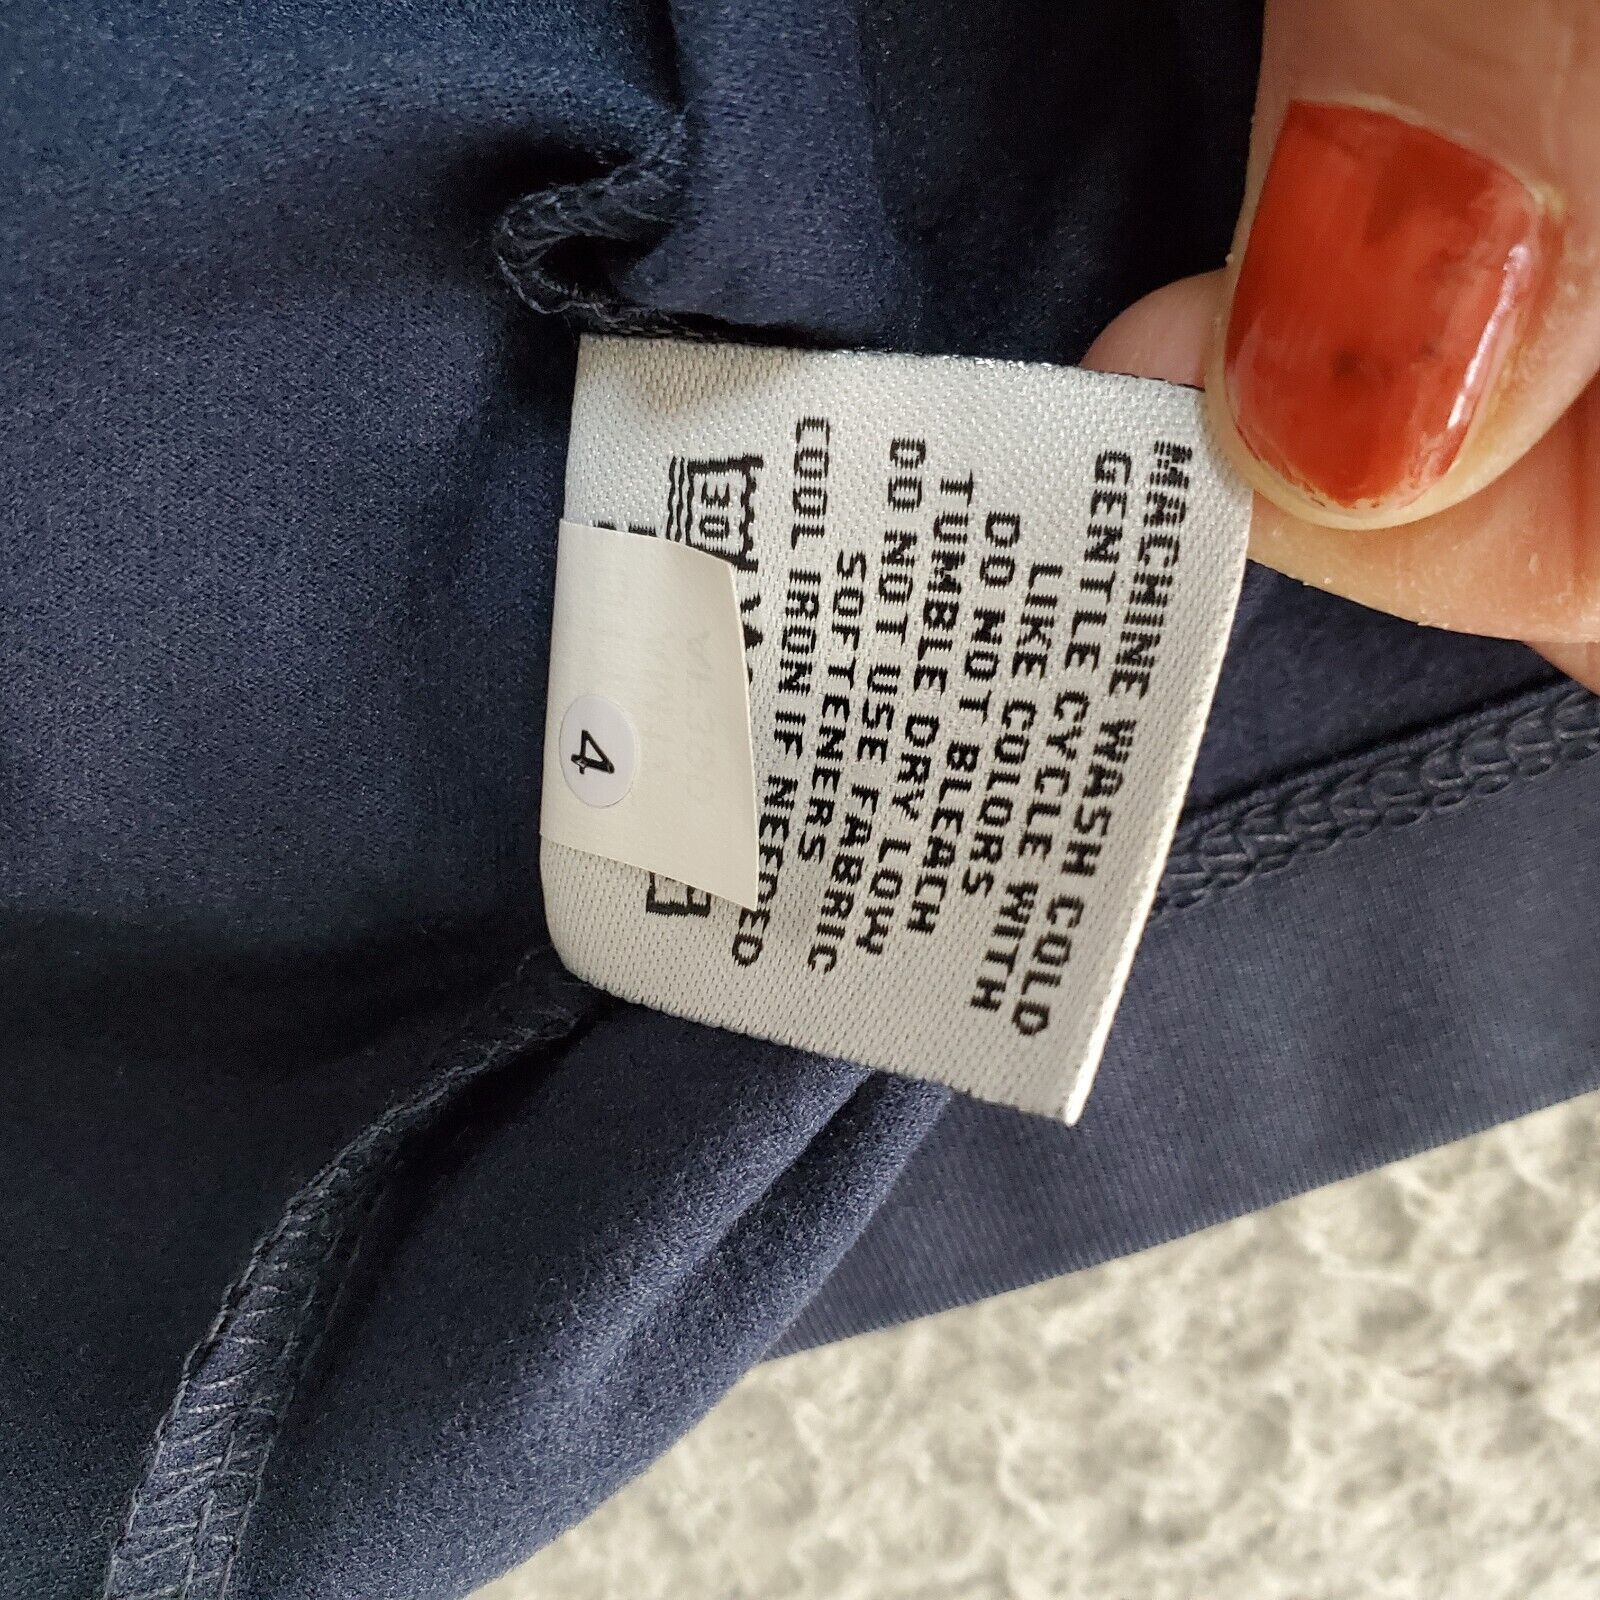 MACHINE WASH COLD
GENTLE CYCLE WITH
LIKE COLORS
DO NOT BLEACH
TUMBLE DRY LOW
DO NOT USE FABRIC
SOFTENERS
COOL IRON IF NEEDED
30
4